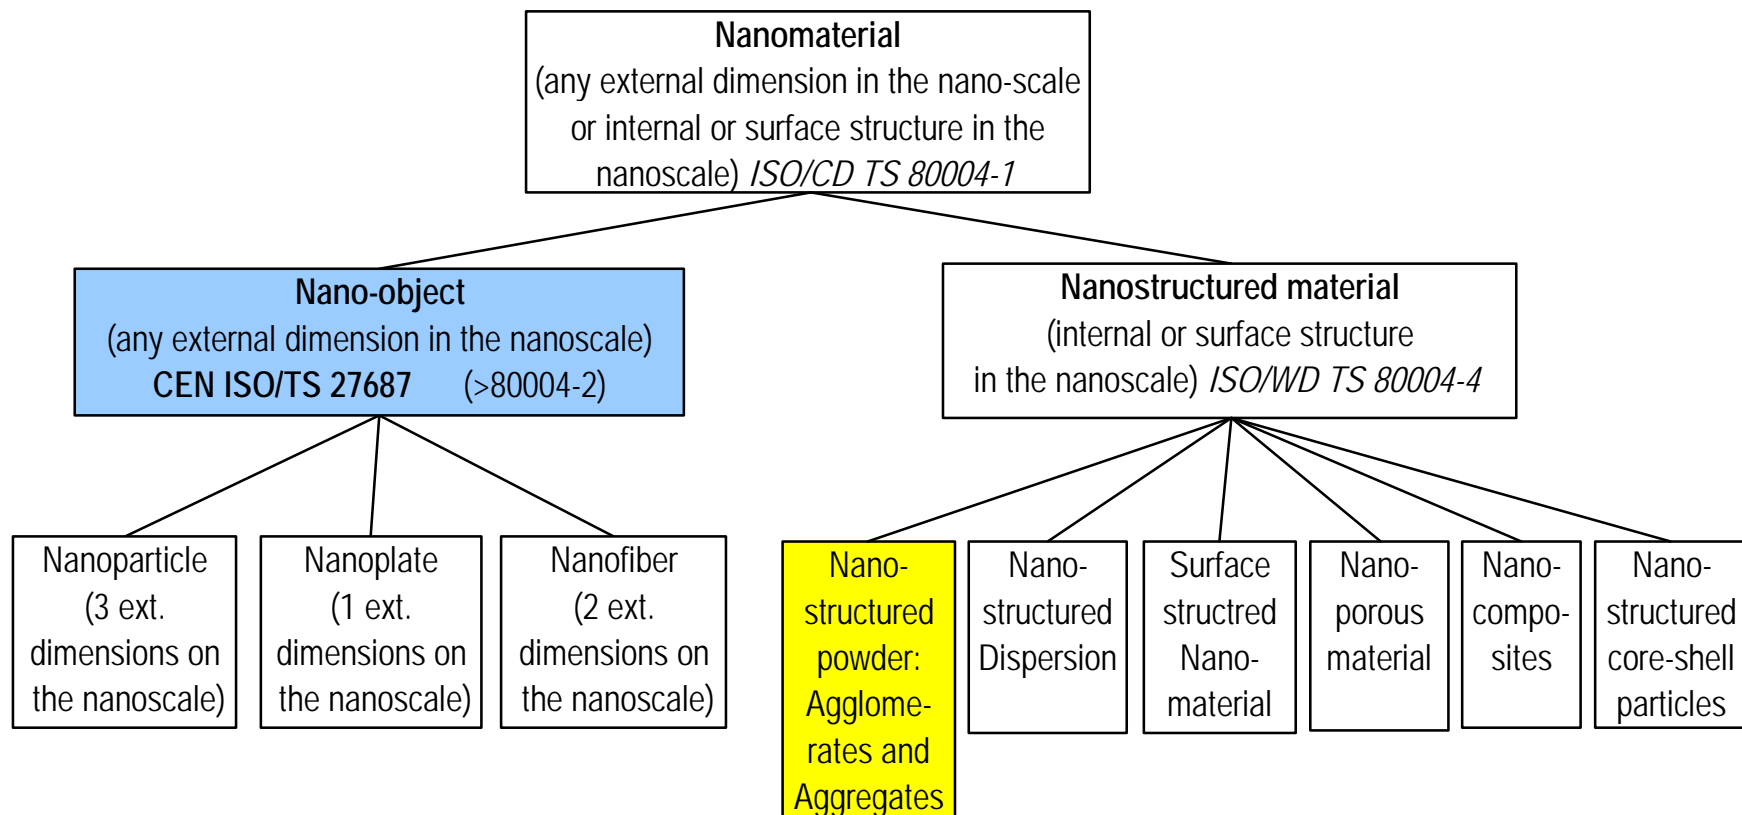 Nanomaterial
(any external dimension in the nano-scale
or internal or surface structure in the
nanoscale) ISO/CD TS 80004-1
Nano-object
(any external dimension in the nanoscale)
CEN ISO/TS 27687 (>80004-2)
Nanostructured material
(internal or surface structure
in the nanoscale) ISO/WD TS 80004-4
Nanoparticle
(3 ext.
dimensions on
the nanoscale)
Nanoplate
(1 ext.
dimensions on
the nanoscale)
Nanofiber
(2 ext.
dimensions on
the nanoscale)
Nano-
structured
powder:
Agglome-
rates and
Aggregates
Nano-
structured
Dispersion
Surface
structred
Nano-
material
Nano-
porous
material
Nano-
compo-
sites
Nano-
structured
core-shell
particles